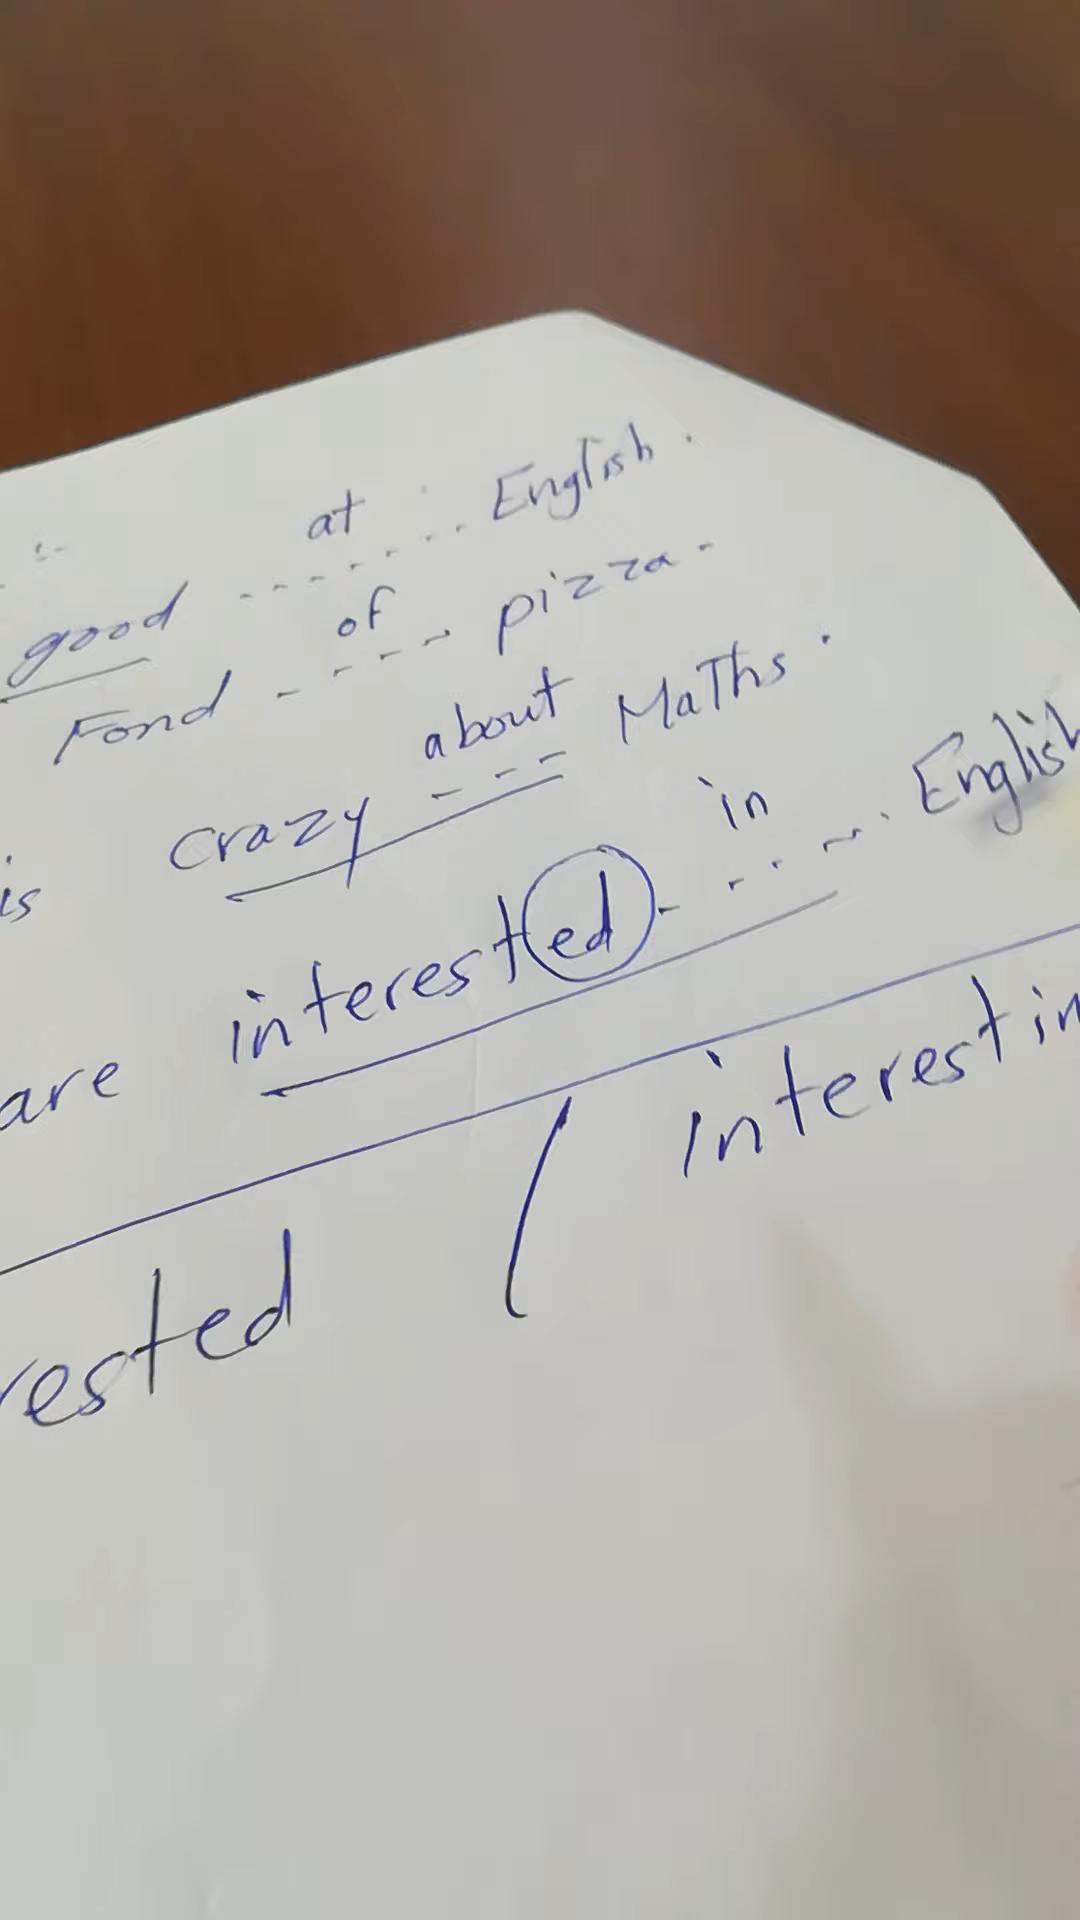 good ........ at English.
Fond ---- of pizza.
is crazy --- about Maths.
are interested ..... in English
rested / interestin